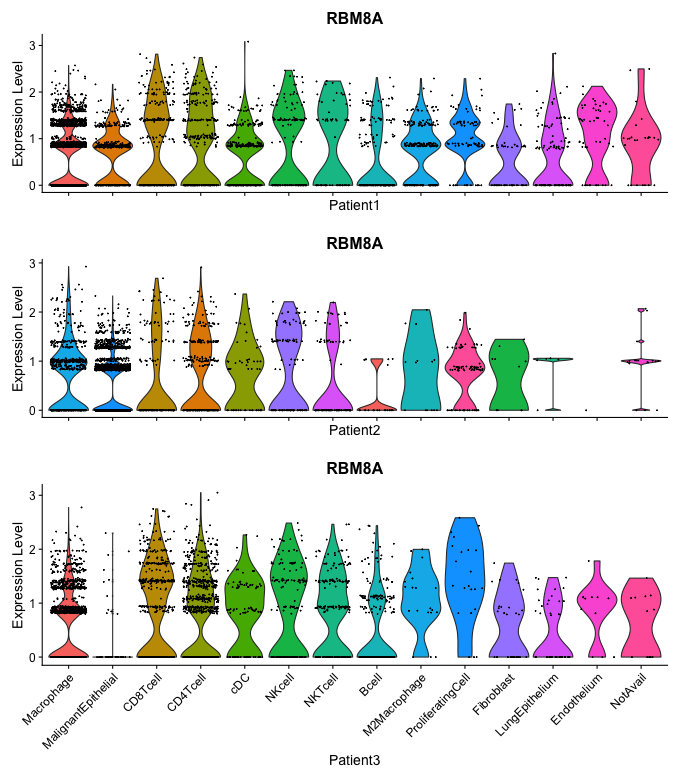 RBM8A
Expression Level
3
2
1
0
Patient1
RBM8A
Expression Level
3
2
1
0
Patient2
RBM8A
Expression Level
3
2
1
0
Macrophage
MalignantEpithelial
CD8Tcell
CD4Tcell
cDC
NKcell
NKTcell
Bcell
M2Macrophage
ProliferatingCell
Fibroblast
LungEpithelium
Endothelium
NotAvail
Patient3